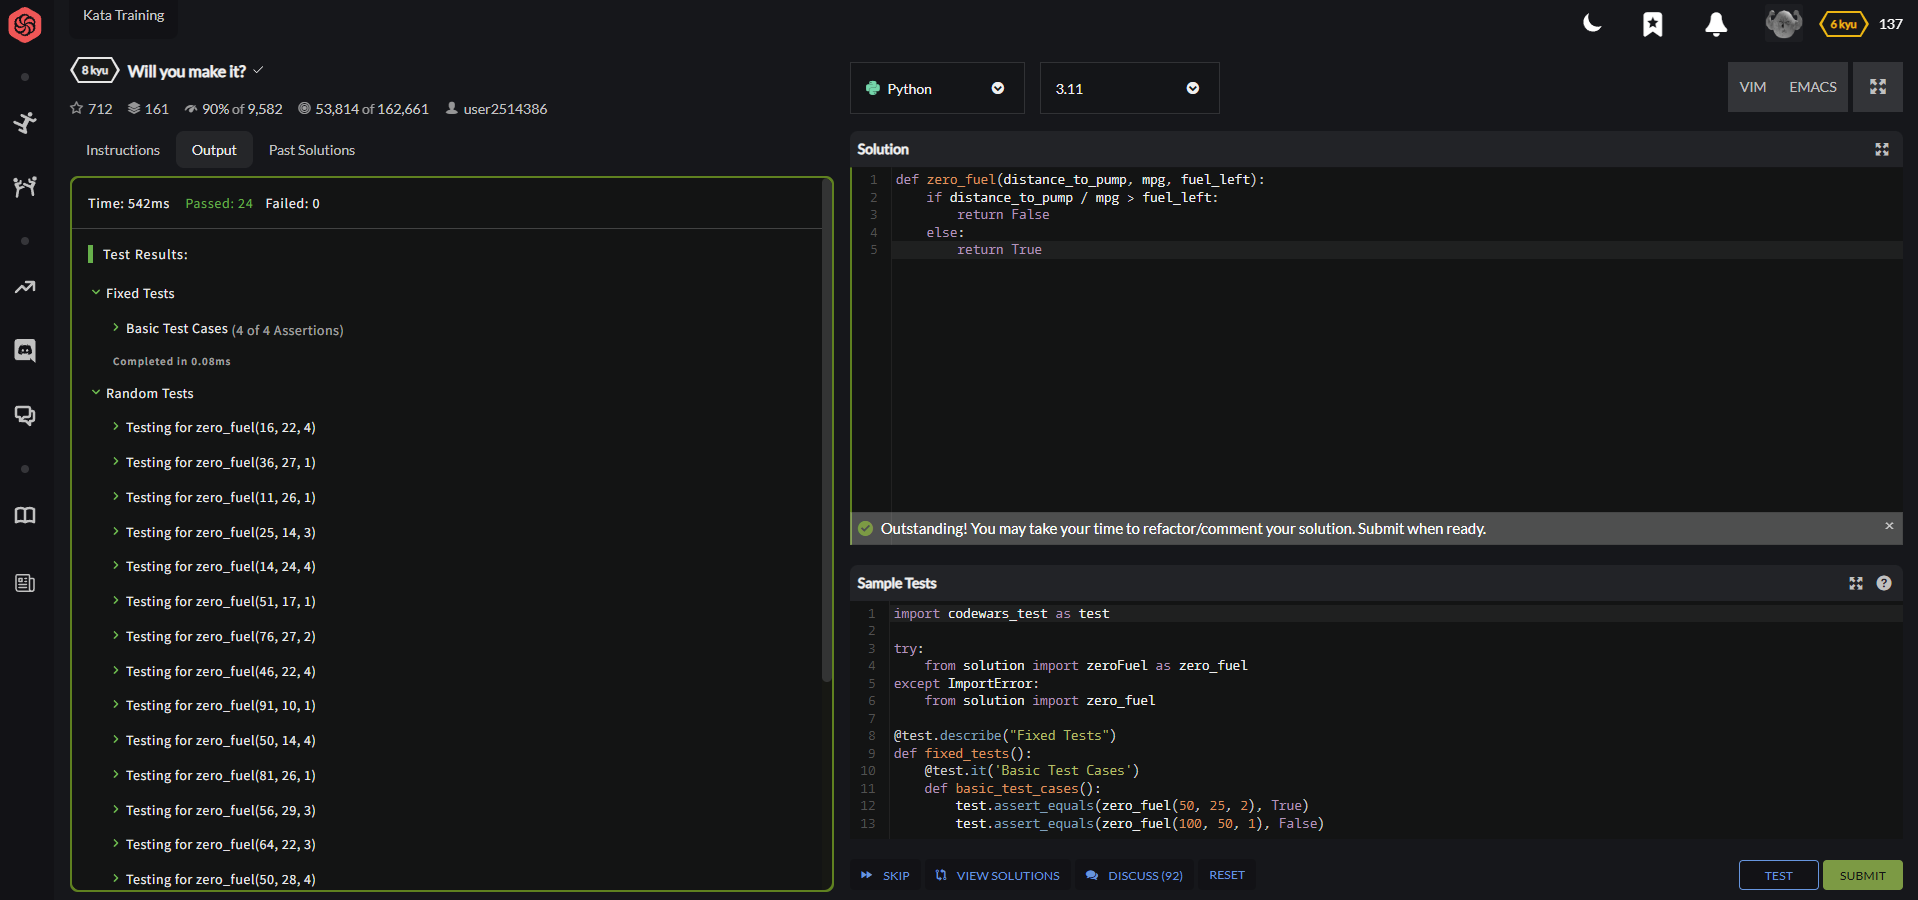 Kata Training
6 kyu 137
8 kyu Will you make it?
712 161 90% of 9,582 53,814 of 162,661 user2514386
Python 3.11
VIM EMACS
Instructions Output Past Solutions
Time: 542ms Passed: 24 Failed: 0
Test Results:
Fixed Tests
Basic Test Cases (4 of 4 Assertions)
Completed in 0.08ms
Random Tests
Testing for zero_fuel(16, 22, 4)
Testing for zero_fuel(36, 27, 1)
Testing for zero_fuel(11, 26, 1)
Testing for zero_fuel(25, 14, 3)
Testing for zero_fuel(14, 24, 4)
Testing for zero_fuel(51, 17, 1)
Testing for zero_fuel(76, 27, 2)
Testing for zero_fuel(46, 22, 4)
Testing for zero_fuel(91, 10, 1)
Testing for zero_fuel(50, 14, 4)
Testing for zero_fuel(81, 26, 1)
Testing for zero_fuel(56, 29, 3)
Testing for zero_fuel(64, 22, 3)
Testing for zero_fuel(50, 28, 4)
Solution
1 def zero_fuel(distance_to_pump, mpg, fuel_left):
2     if distance_to_pump / mpg > fuel_left:
3         return False
4     else:
5         return True
Outstanding! You may take your time to refactor/comment your solution. Submit when ready. ×
Sample Tests ?
1 import codewars_test as test
2
3 try:
4     from solution import zeroFuel as zero_fuel
5 except ImportError:
6     from solution import zero_fuel
7
8 @test.describe("Fixed Tests")
9 def fixed_tests():
10     @test.it('Basic Test Cases')
11     def basic_test_cases():
12         test.assert_equals(zero_fuel(50, 25, 2), True)
13         test.assert_equals(zero_fuel(100, 50, 1), False)
SKIP VIEW SOLUTIONS DISCUSS (92) RESET TEST SUBMIT